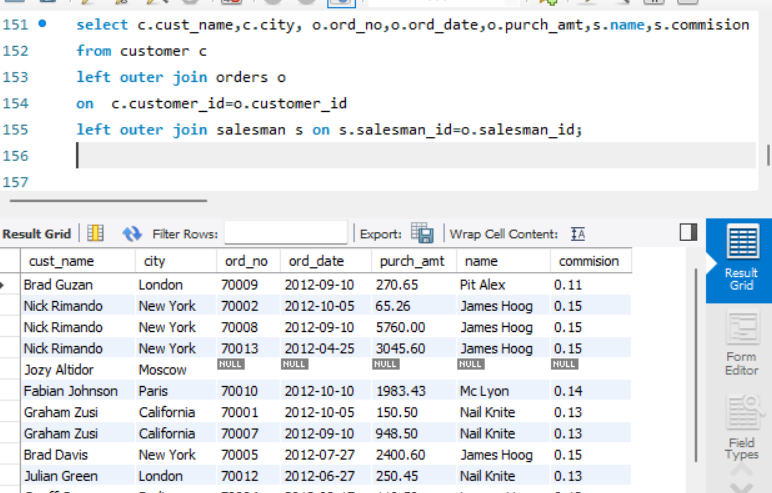 151 select c.cust_name,c.city, o.ord_no,o.ord_date,o.purch_amt,s.name,s.commision
152 from customer c
153 left outer join orders o
154 on  c.customer_id=o.customer_id
155 left outer join salesman s on s.salesman_id=o.salesman_id;
156
157
Result Grid Filter Rows: Export: Wrap Cell Content:
cust_name city ord_no ord_date purch_amt name commision
Brad Guzan London 70009 2012-09-10 270.65 Pit Alex 0.11
Nick Rimando New York 70002 2012-10-05 65.26 James Hoog 0.15
Nick Rimando New York 70008 2012-09-10 5760.00 James Hoog 0.15
Nick Rimando New York 70013 2012-04-25 3045.60 James Hoog 0.15
Jozy Altidor Moscow NULL NULL NULL NULL NULL
Fabian Johnson Paris 70010 2012-10-10 1983.43 Mc Lyon 0.14
Graham Zusi California 70001 2012-10-05 150.50 Nail Knite 0.13
Graham Zusi California 70007 2012-09-10 948.50 Nail Knite 0.13
Brad Davis New York 70005 2012-07-27 2400.60 James Hoog 0.15
Julian Green London 70012 2012-06-27 250.45 Nail Knite 0.13
Result
Grid
Form
Editor
Field
Types